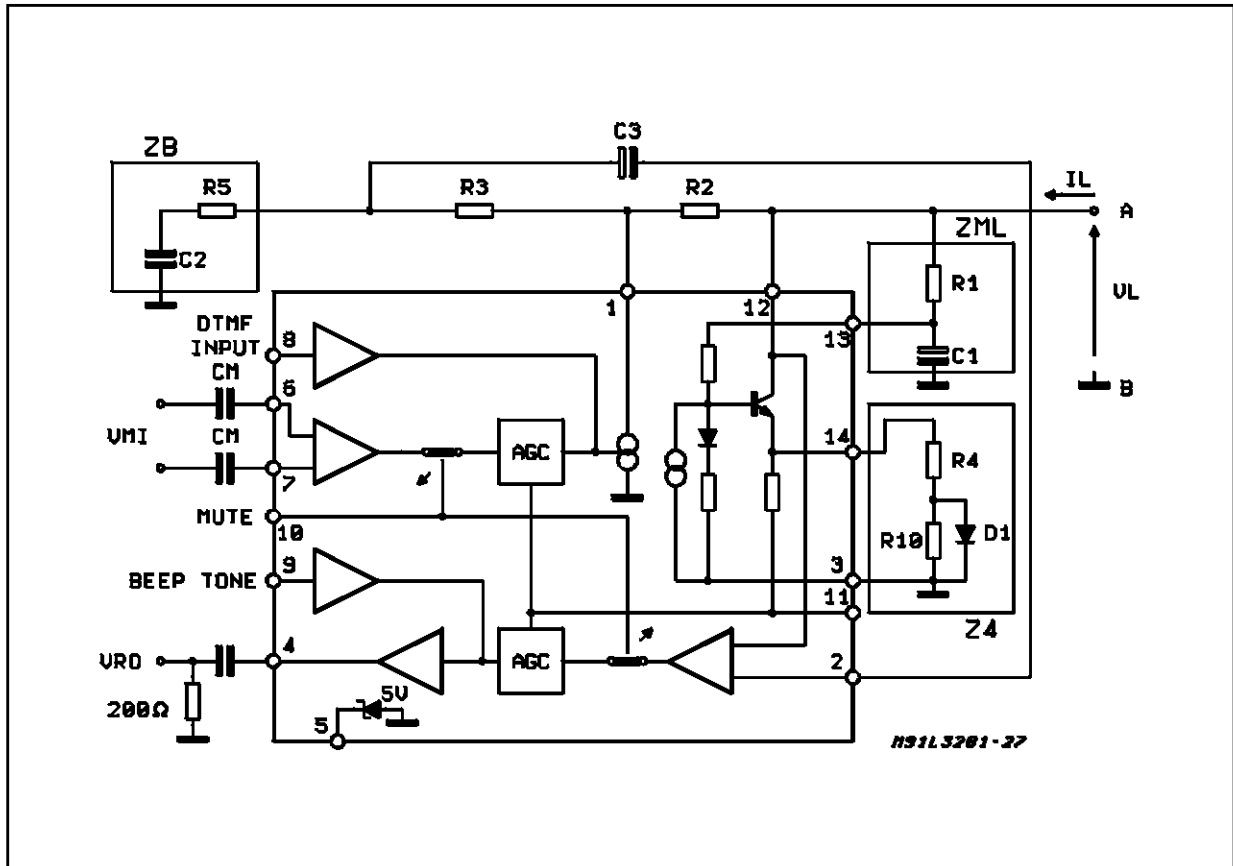 C3
ZB
R5
R3
R2
IL
A
C2
ZML
R1
VL
1
12
13
DTMF
INPUT
8
C1
CM
6
B
VMI
CM
7
AGC
14
R4
MUTE
10
R10
D1
BEEP TONE
9
3
11
Z4
VRO
4
AGC
2
200Ω
5V
5
M91L3201-27